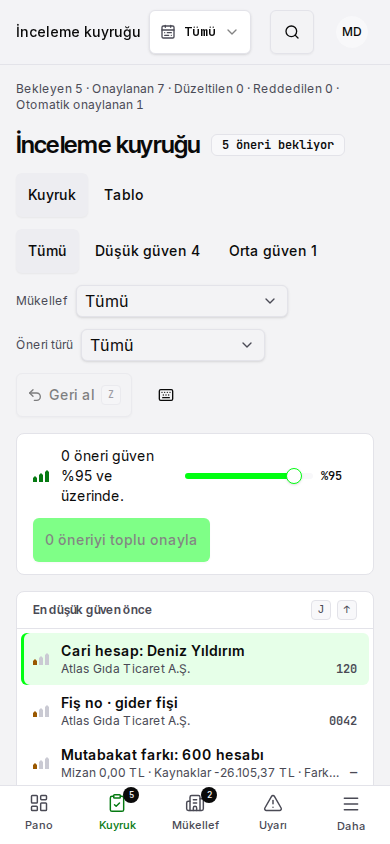 İnceleme kuyruğu
Tümü
MD
Bekleyen 5 · Onaylanan 7 · Düzeltilen 0 · Reddedilen 0 ·
Otomatik onaylanan 1
İnceleme kuyruğu
5 öneri bekliyor
Kuyruk
Tablo
Tümü
Düşük güven 4
Orta güven 1
Mükellef
Tümü
Öneri türü
Tümü
Geri al
Z
0 öneri güven
%95 ve
üzerinde.
%95
0 öneriyi toplu onayla
En düşük güven önce
J
↑
Cari hesap: Deniz Yıldırım
Atlas Gıda Ticaret A.Ş.
120
Fiş no · gider fişi
Atlas Gıda Ticaret A.Ş.
0042
Mutabakat farkı: 600 hesabı
Mizan 0,00 TL · Kaynaklar -26.105,37 TL · Fark…
—
5
2
Pano
Kuyruk
Mükellef
Uyarı
Daha